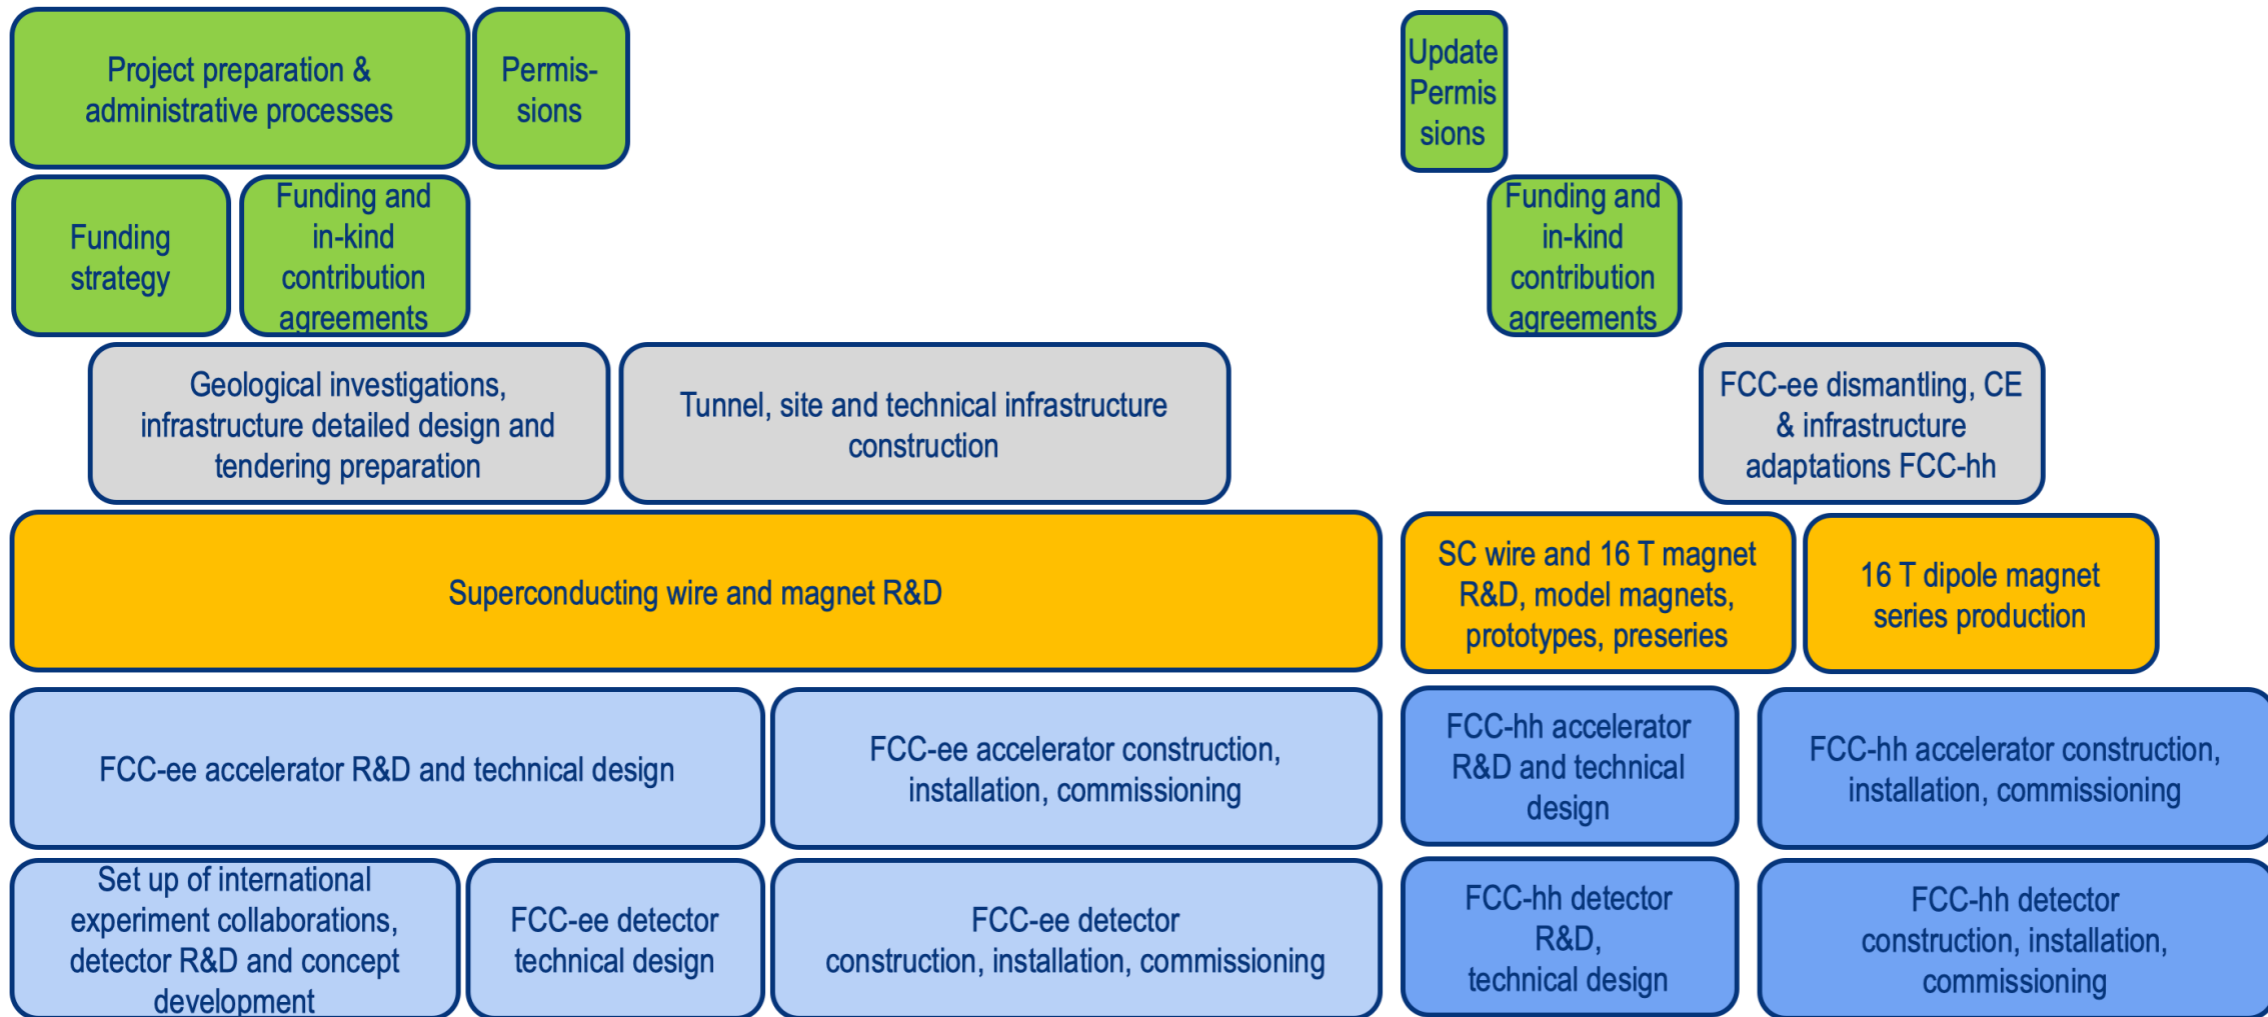 Project preparation &
administrative processes
Permis-
sions
Update
Permis
sions
Funding
strategy
Funding and
in-kind
contribution
agreements
Funding and
in-kind
contribution
agreements
Geological investigations,
infrastructure detailed design and
tendering preparation
Tunnel, site and technical infrastructure
construction
FCC-ee dismantling, CE
& infrastructure
adaptations FCC-hh
Superconducting wire and magnet R&D
SC wire and 16 T magnet
R&D, model magnets,
prototypes, preseries
16 T dipole magnet
series production
FCC-ee accelerator R&D and technical design
FCC-ee accelerator construction,
installation, commissioning
FCC-hh accelerator
R&D and technical
design
FCC-hh accelerator construction,
installation, commissioning
Set up of international
experiment collaborations,
detector R&D and concept
development
FCC-ee detector
technical design
FCC-ee detector
construction, installation, commissioning
FCC-hh detector
R&D,
technical design
FCC-hh detector
construction, installation,
commissioning